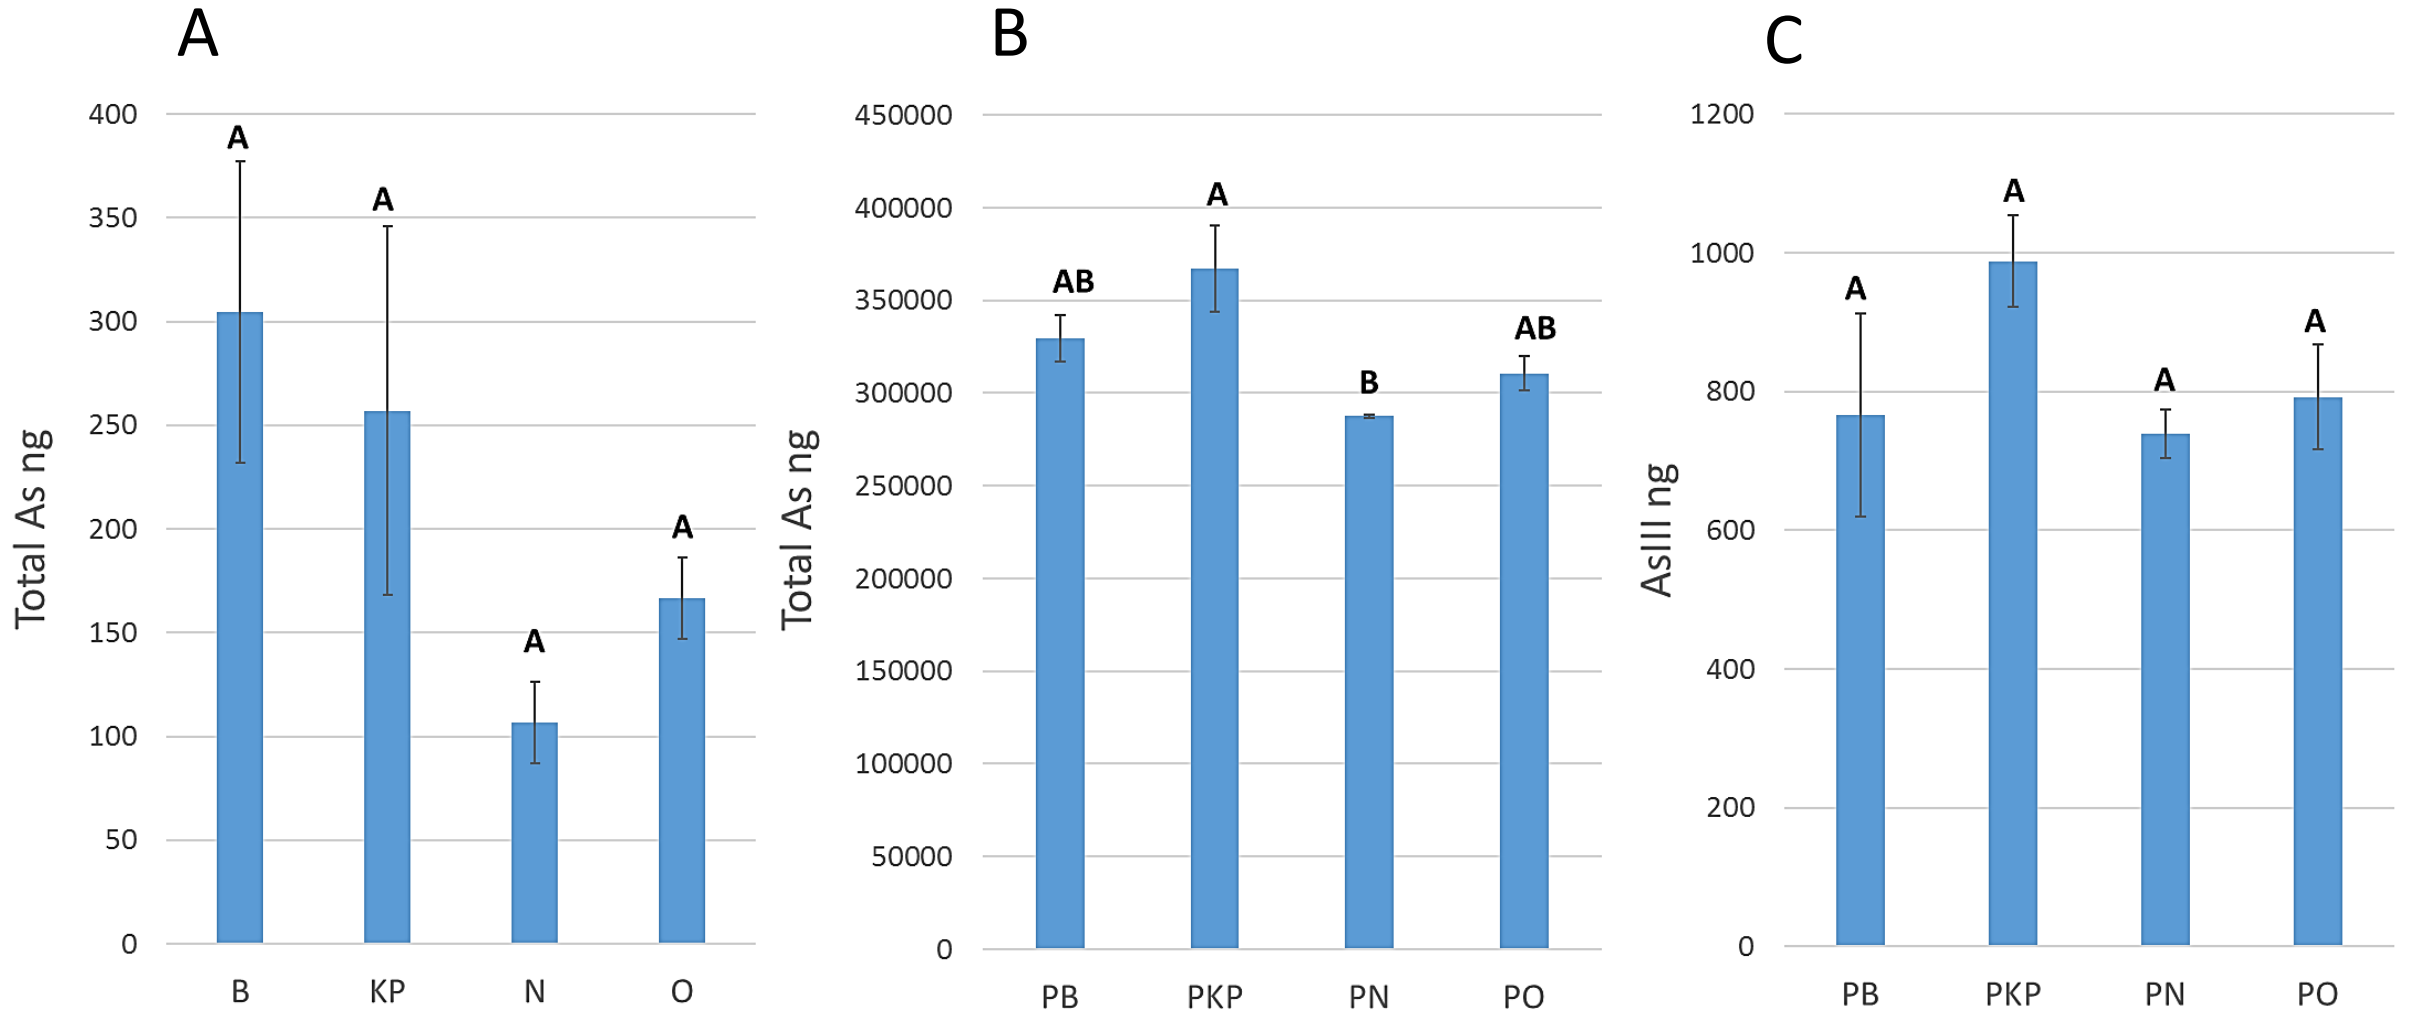 A
Total As ng
400
350
300
250
200
150
100
50
0
A
A
A
A
B
KP
N
O
B
Total As ng
450000
400000
350000
300000
250000
200000
150000
100000
50000
0
AB
A
B
AB
PB
PKP
PN
PO
C
AsIII ng
1200
1000
800
600
400
200
0
A
A
A
A
PB
PKP
PN
PO